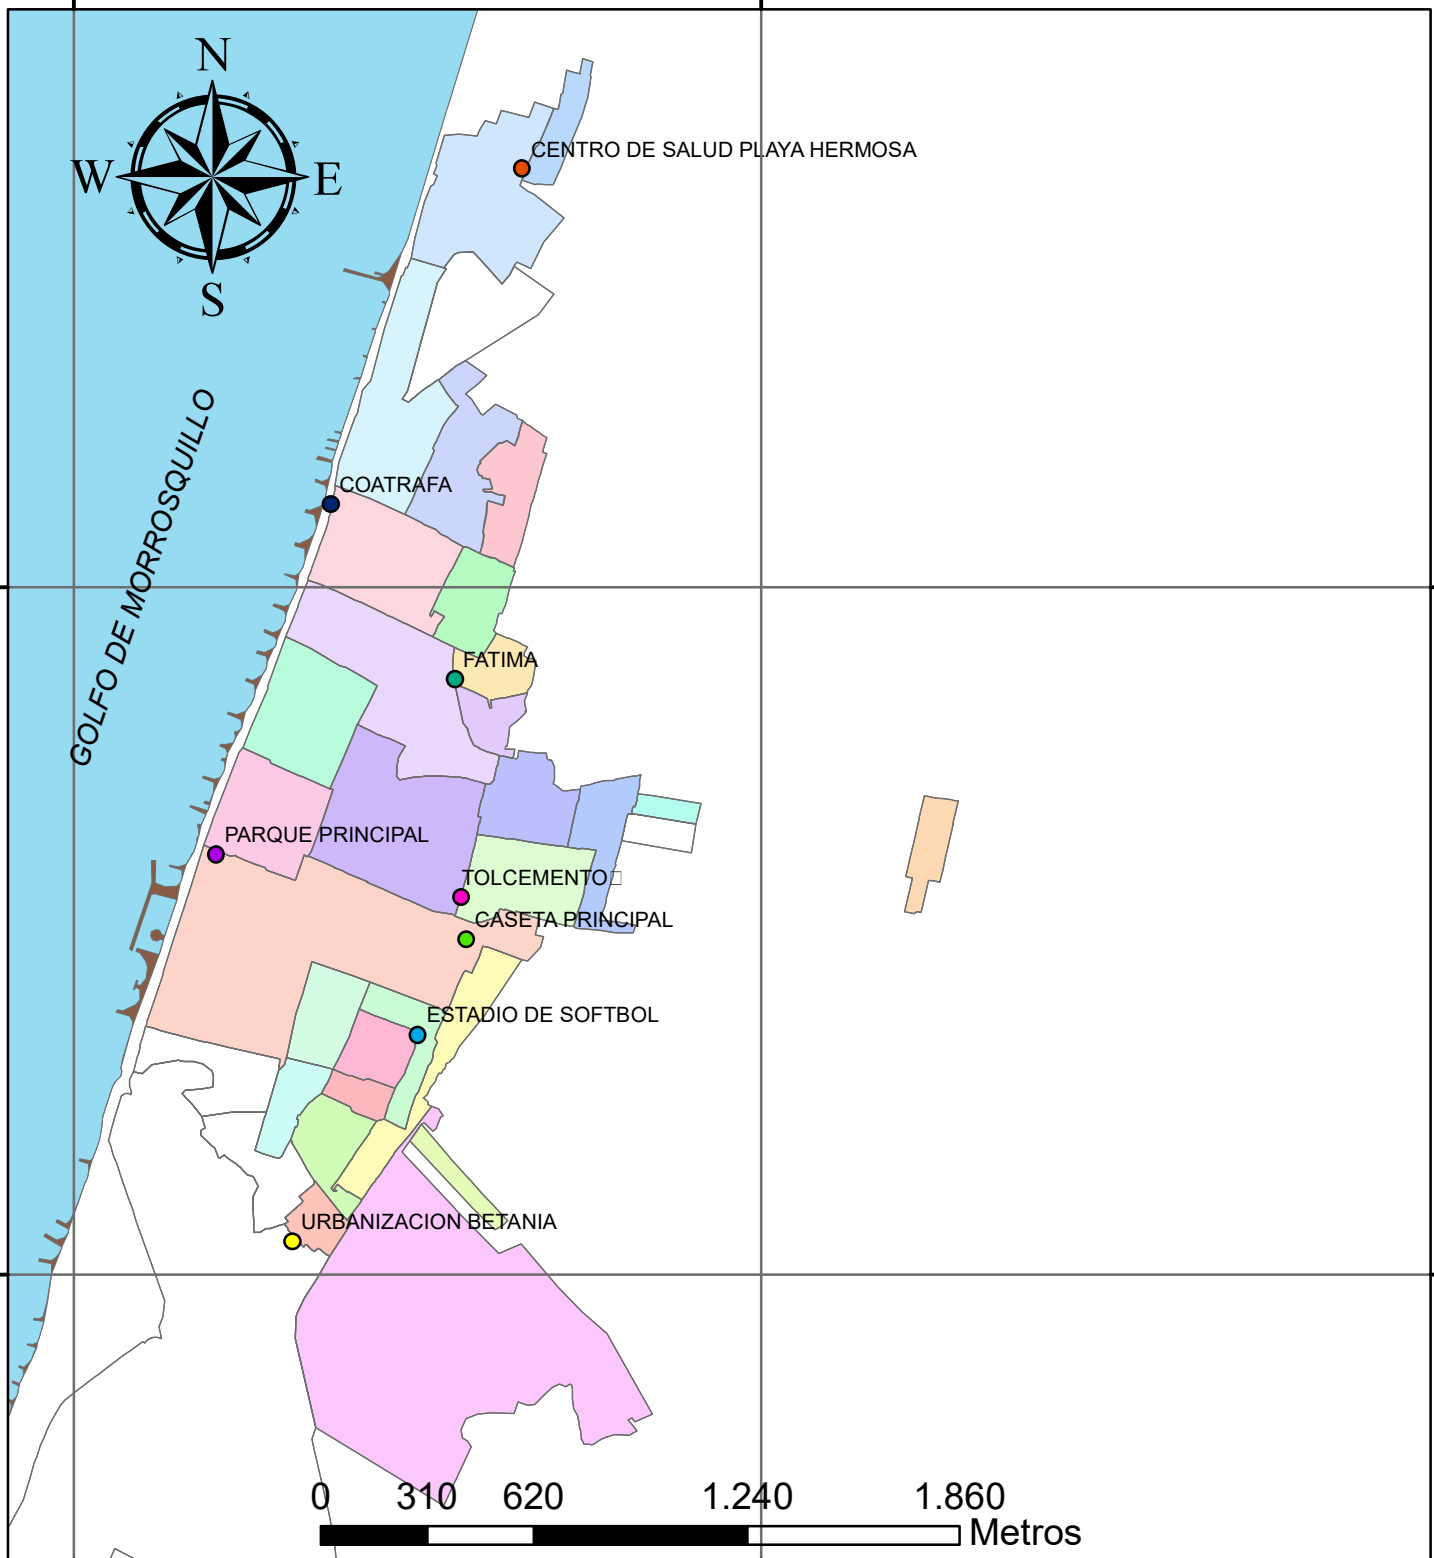 N
CENTRO DE SALUD PLAYA HERMOSA
W
E
S
GOLFO DE MORROSQUILLO
COATRAFA
FATIMA
PARQUE PRINCIPAL
TOLCEMENTO
CASETA PRINCIPAL
ESTADIO DE SOFTBOL
URBANIZACION BETANIA
0 310 620 1.240 1.860
Metros